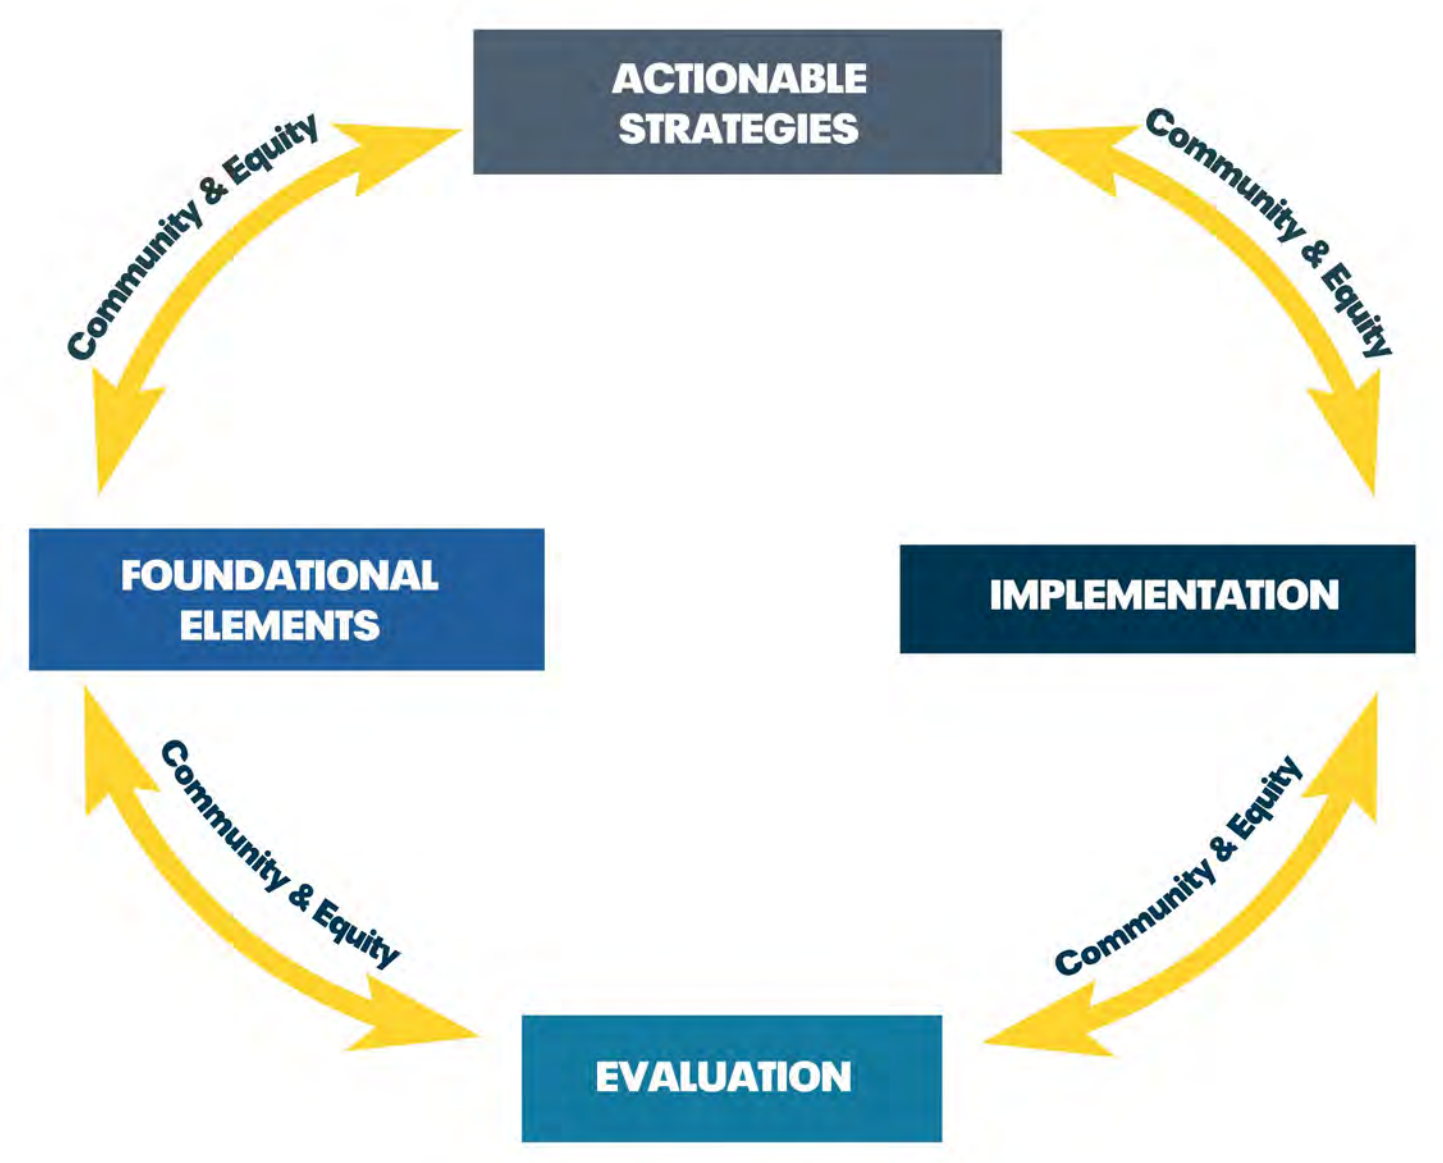 ACTIONABLE
STRATEGIES
Community & Equity
Community & Equity
FOUNDATIONAL
ELEMENTS
IMPLEMENTATION
Community & Equity
Community & Equity
EVALUATION